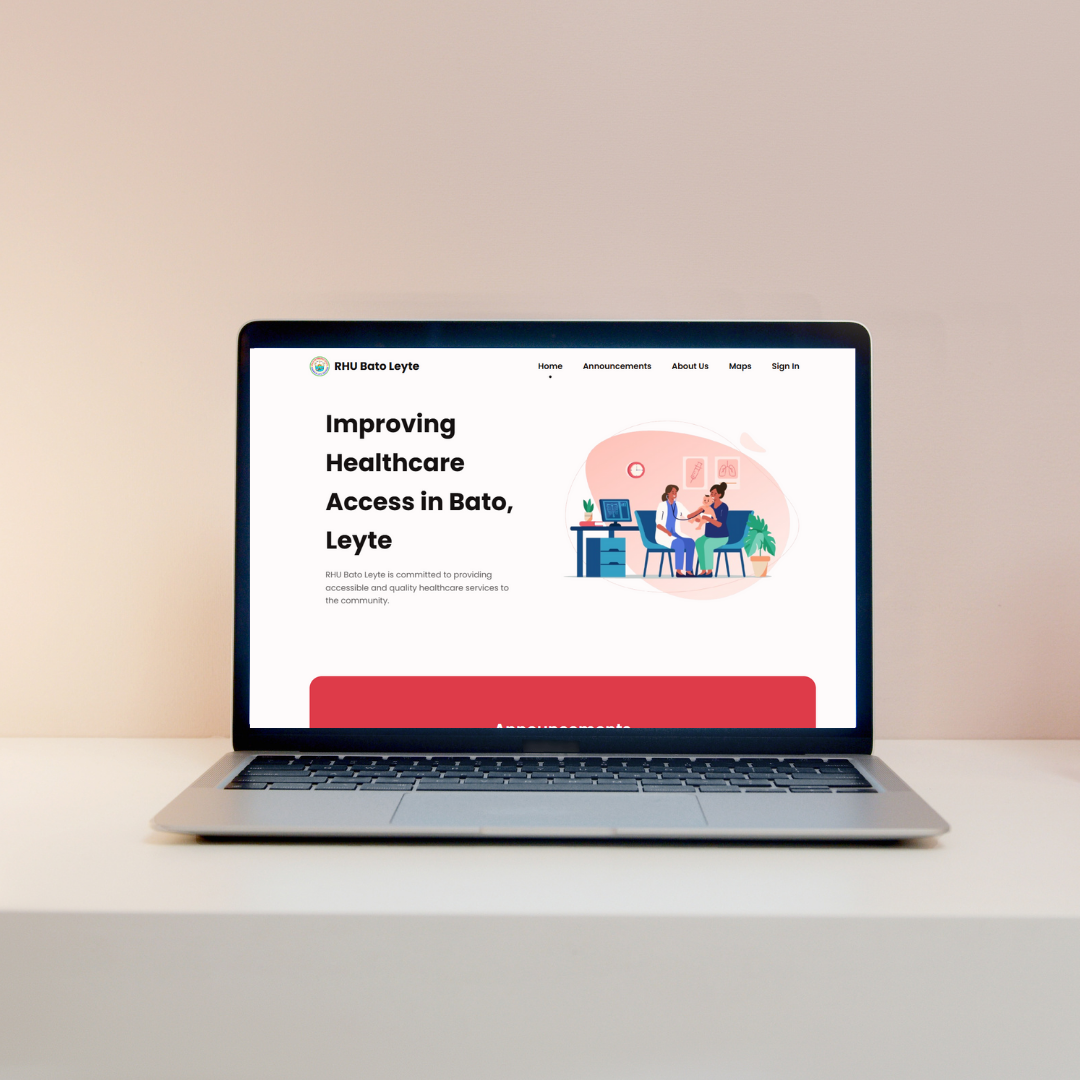 RHU Bato Leyte
Home Announcements About Us Maps Sign In
Improving
Healthcare
Access in Bato,
Leyte
RHU Bato Leyte is committed to providing
accessible and quality healthcare services to
the community.
Announcements